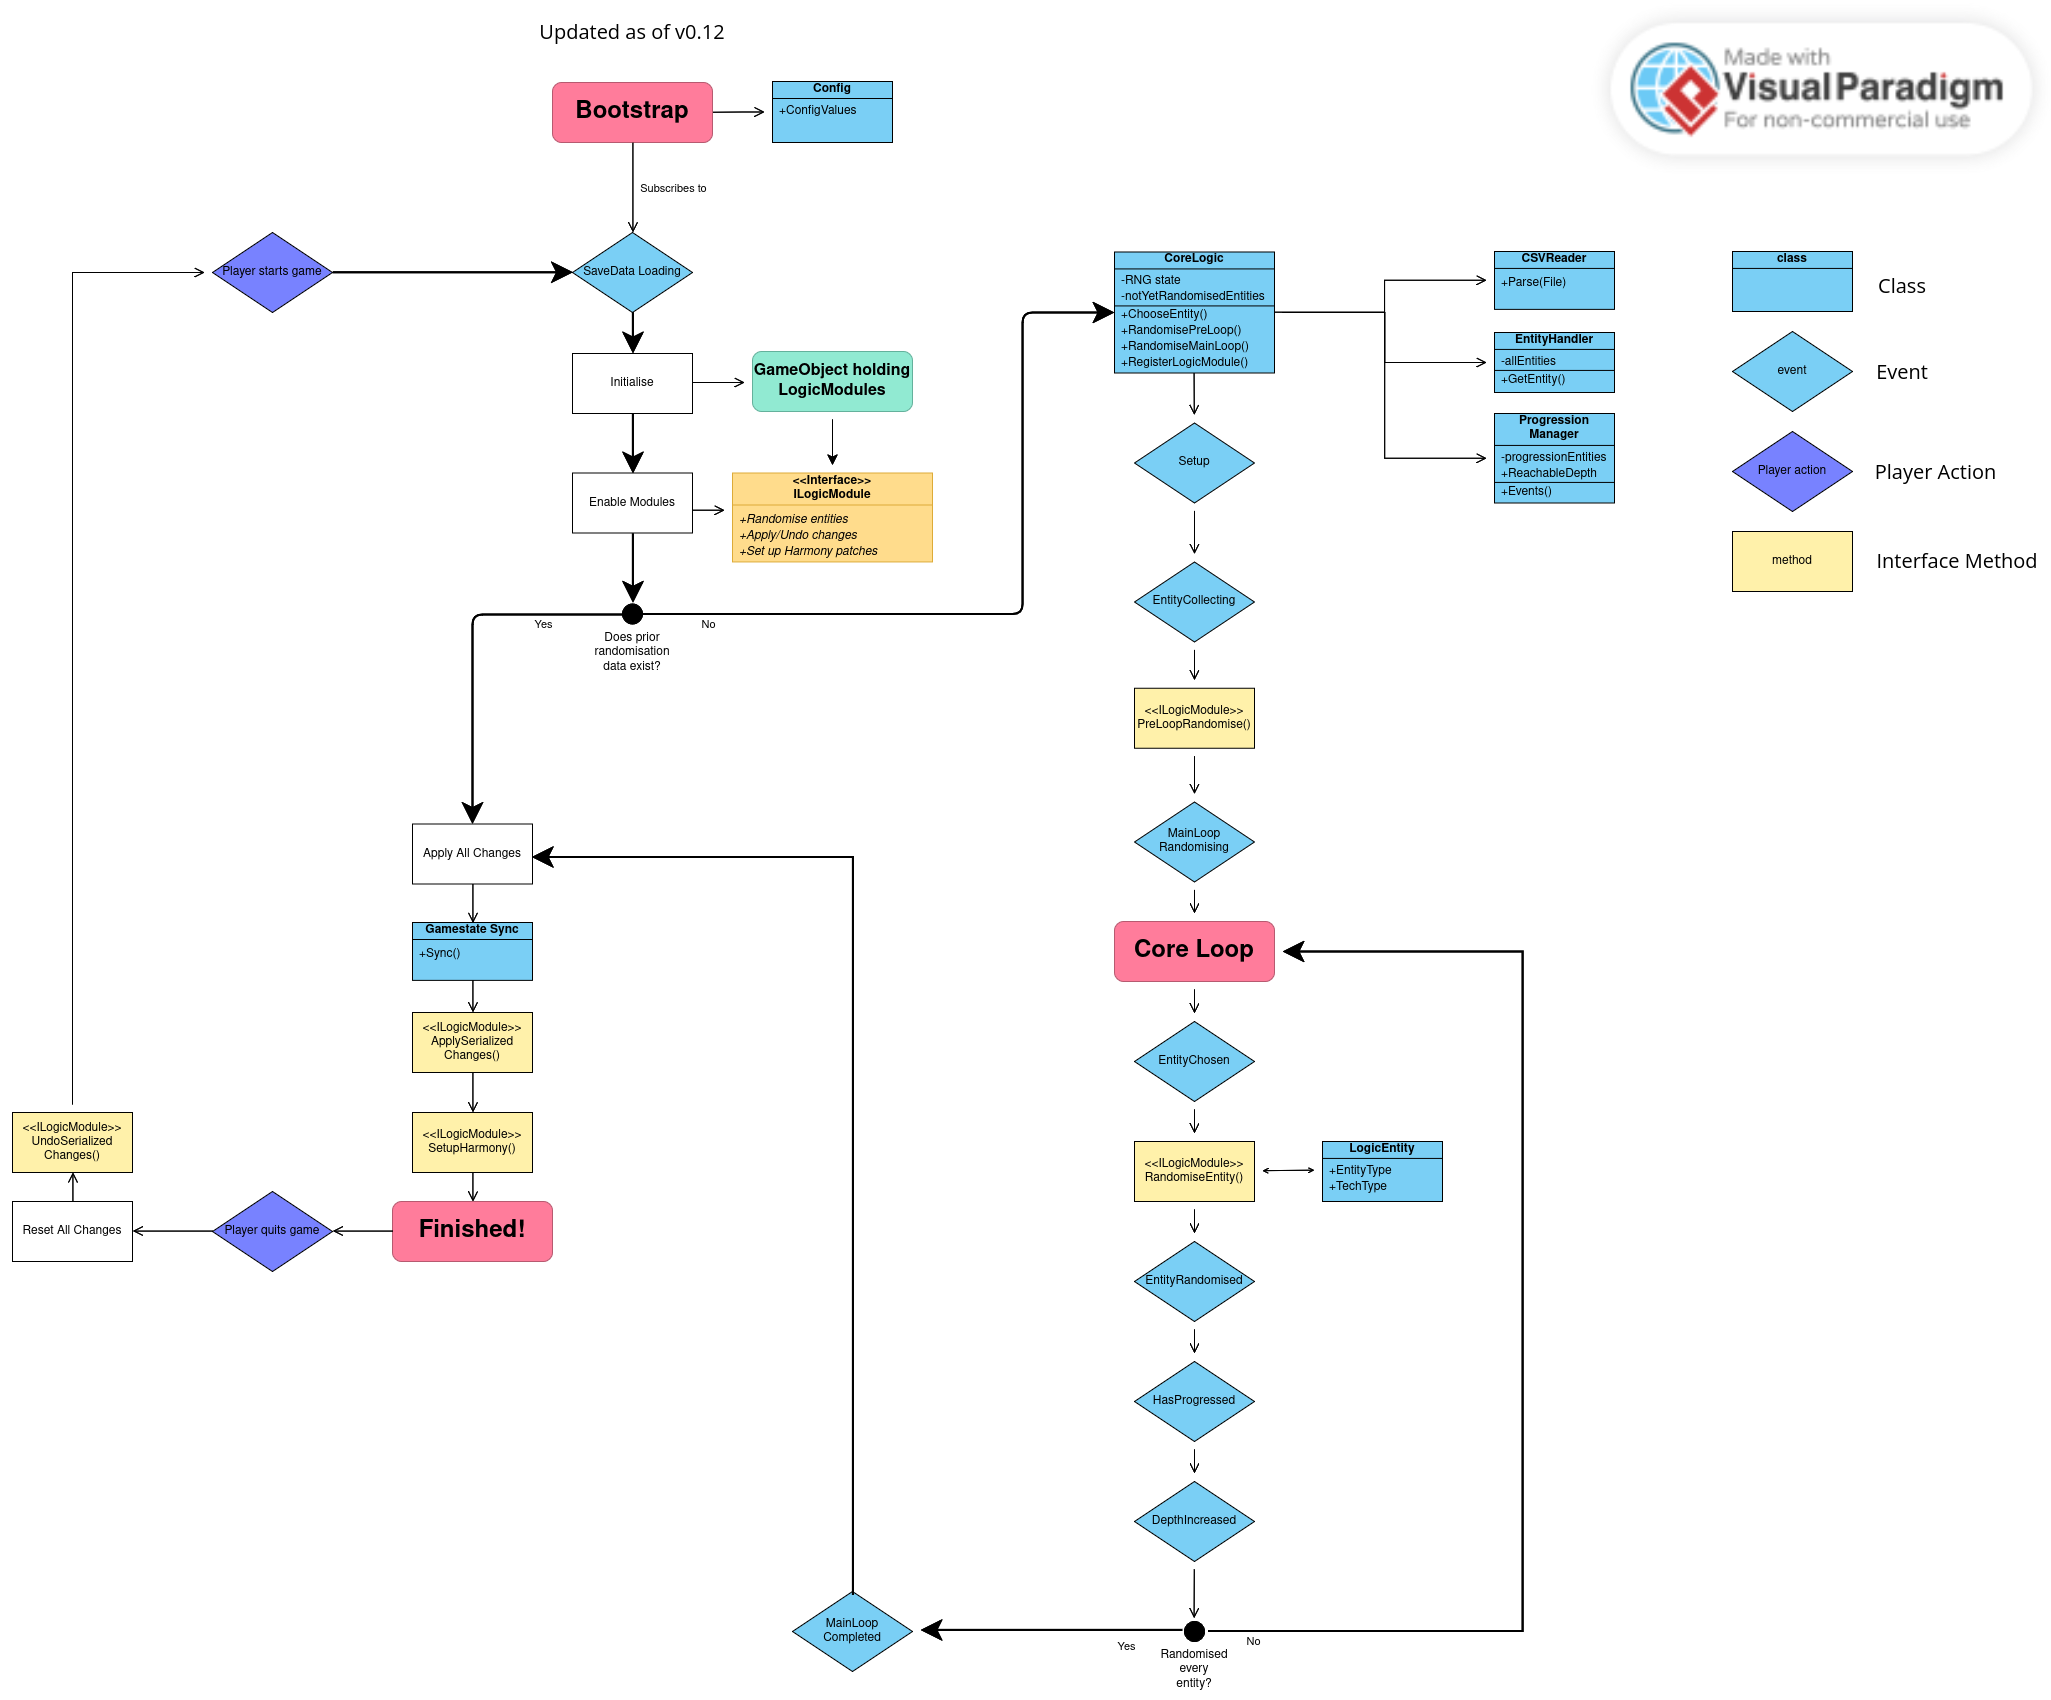 Updated as of v0.12
Made with
Visual Paradigm
For non-commercial use
Bootstrap
Config
+ConfigValues
Subscribes to
Player starts game
SaveData Loading
Initialise
GameObject holding
LogicModules
Enable Modules
<<Interface>>
ILogicModule
+Randomise entities
+Apply/Undo changes
+Set up Harmony patches
Yes
No
Does prior
randomisation
data exist?
CoreLogic
-RNG state
-notYetRandomisedEntities
+ChooseEntity()
+RandomisePreLoop()
+RandomiseMainLoop()
+RegisterLogicModule()
CSVReader
+Parse(File)
EntityHandler
-allEntities
+GetEntity()
Progression
Manager
-progressionEntities
+ReachableDepth
+Events()
class
Class
event
Event
Player action
Player Action
method
Interface Method
Setup
EntityCollecting
<<ILogicModule>>
PreLoopRandomise()
MainLoop
Randomising
Core Loop
EntityChosen
<<ILogicModule>>
RandomiseEntity()
LogicEntity
+EntityType
+TechType
EntityRandomised
HasProgressed
DepthIncreased
Yes
No
Randomised
every
entity?
MainLoop
Completed
Apply All Changes
Gamestate Sync
+Sync()
<<ILogicModule>>
ApplySerialized
Changes()
<<ILogicModule>>
SetupHarmony()
Finished!
Player quits game
Reset All Changes
<<ILogicModule>>
UndoSerialized
Changes()